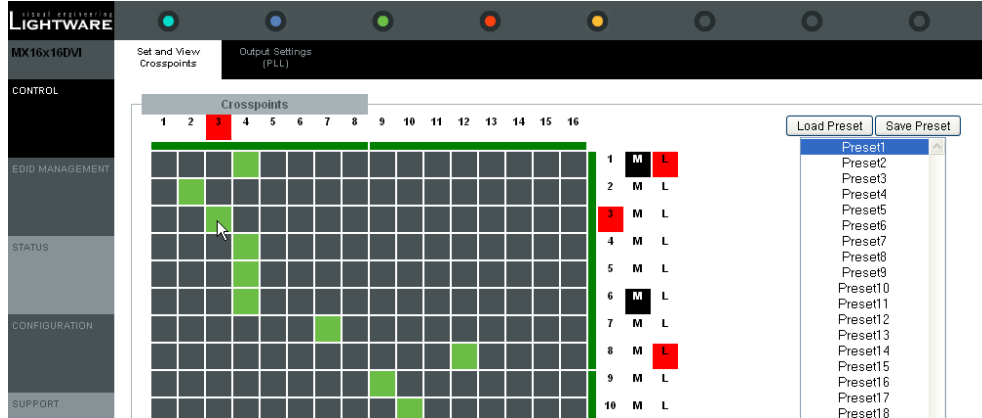 visual engineering
LIGHTWARE
MX16x16DVI
Set and View
Crosspoints
Output Settings
(PLL)
CONTROL
EDID MANAGEMENT
STATUS
CONFIGURATION
SUPPORT
Crosspoints
1 2 3 4 5 6 7 8 9 10 11 12 13 14 15 16
1 M L
2 M L
3 M L
4 M L
5 M L
6 M L
7 M L
8 M L
9 M L
10 M L
Load Preset Save Preset
Preset1
Preset2
Preset3
Preset4
Preset5
Preset6
Preset7
Preset8
Preset9
Preset10
Preset11
Preset12
Preset13
Preset14
Preset15
Preset16
Preset17
Preset18